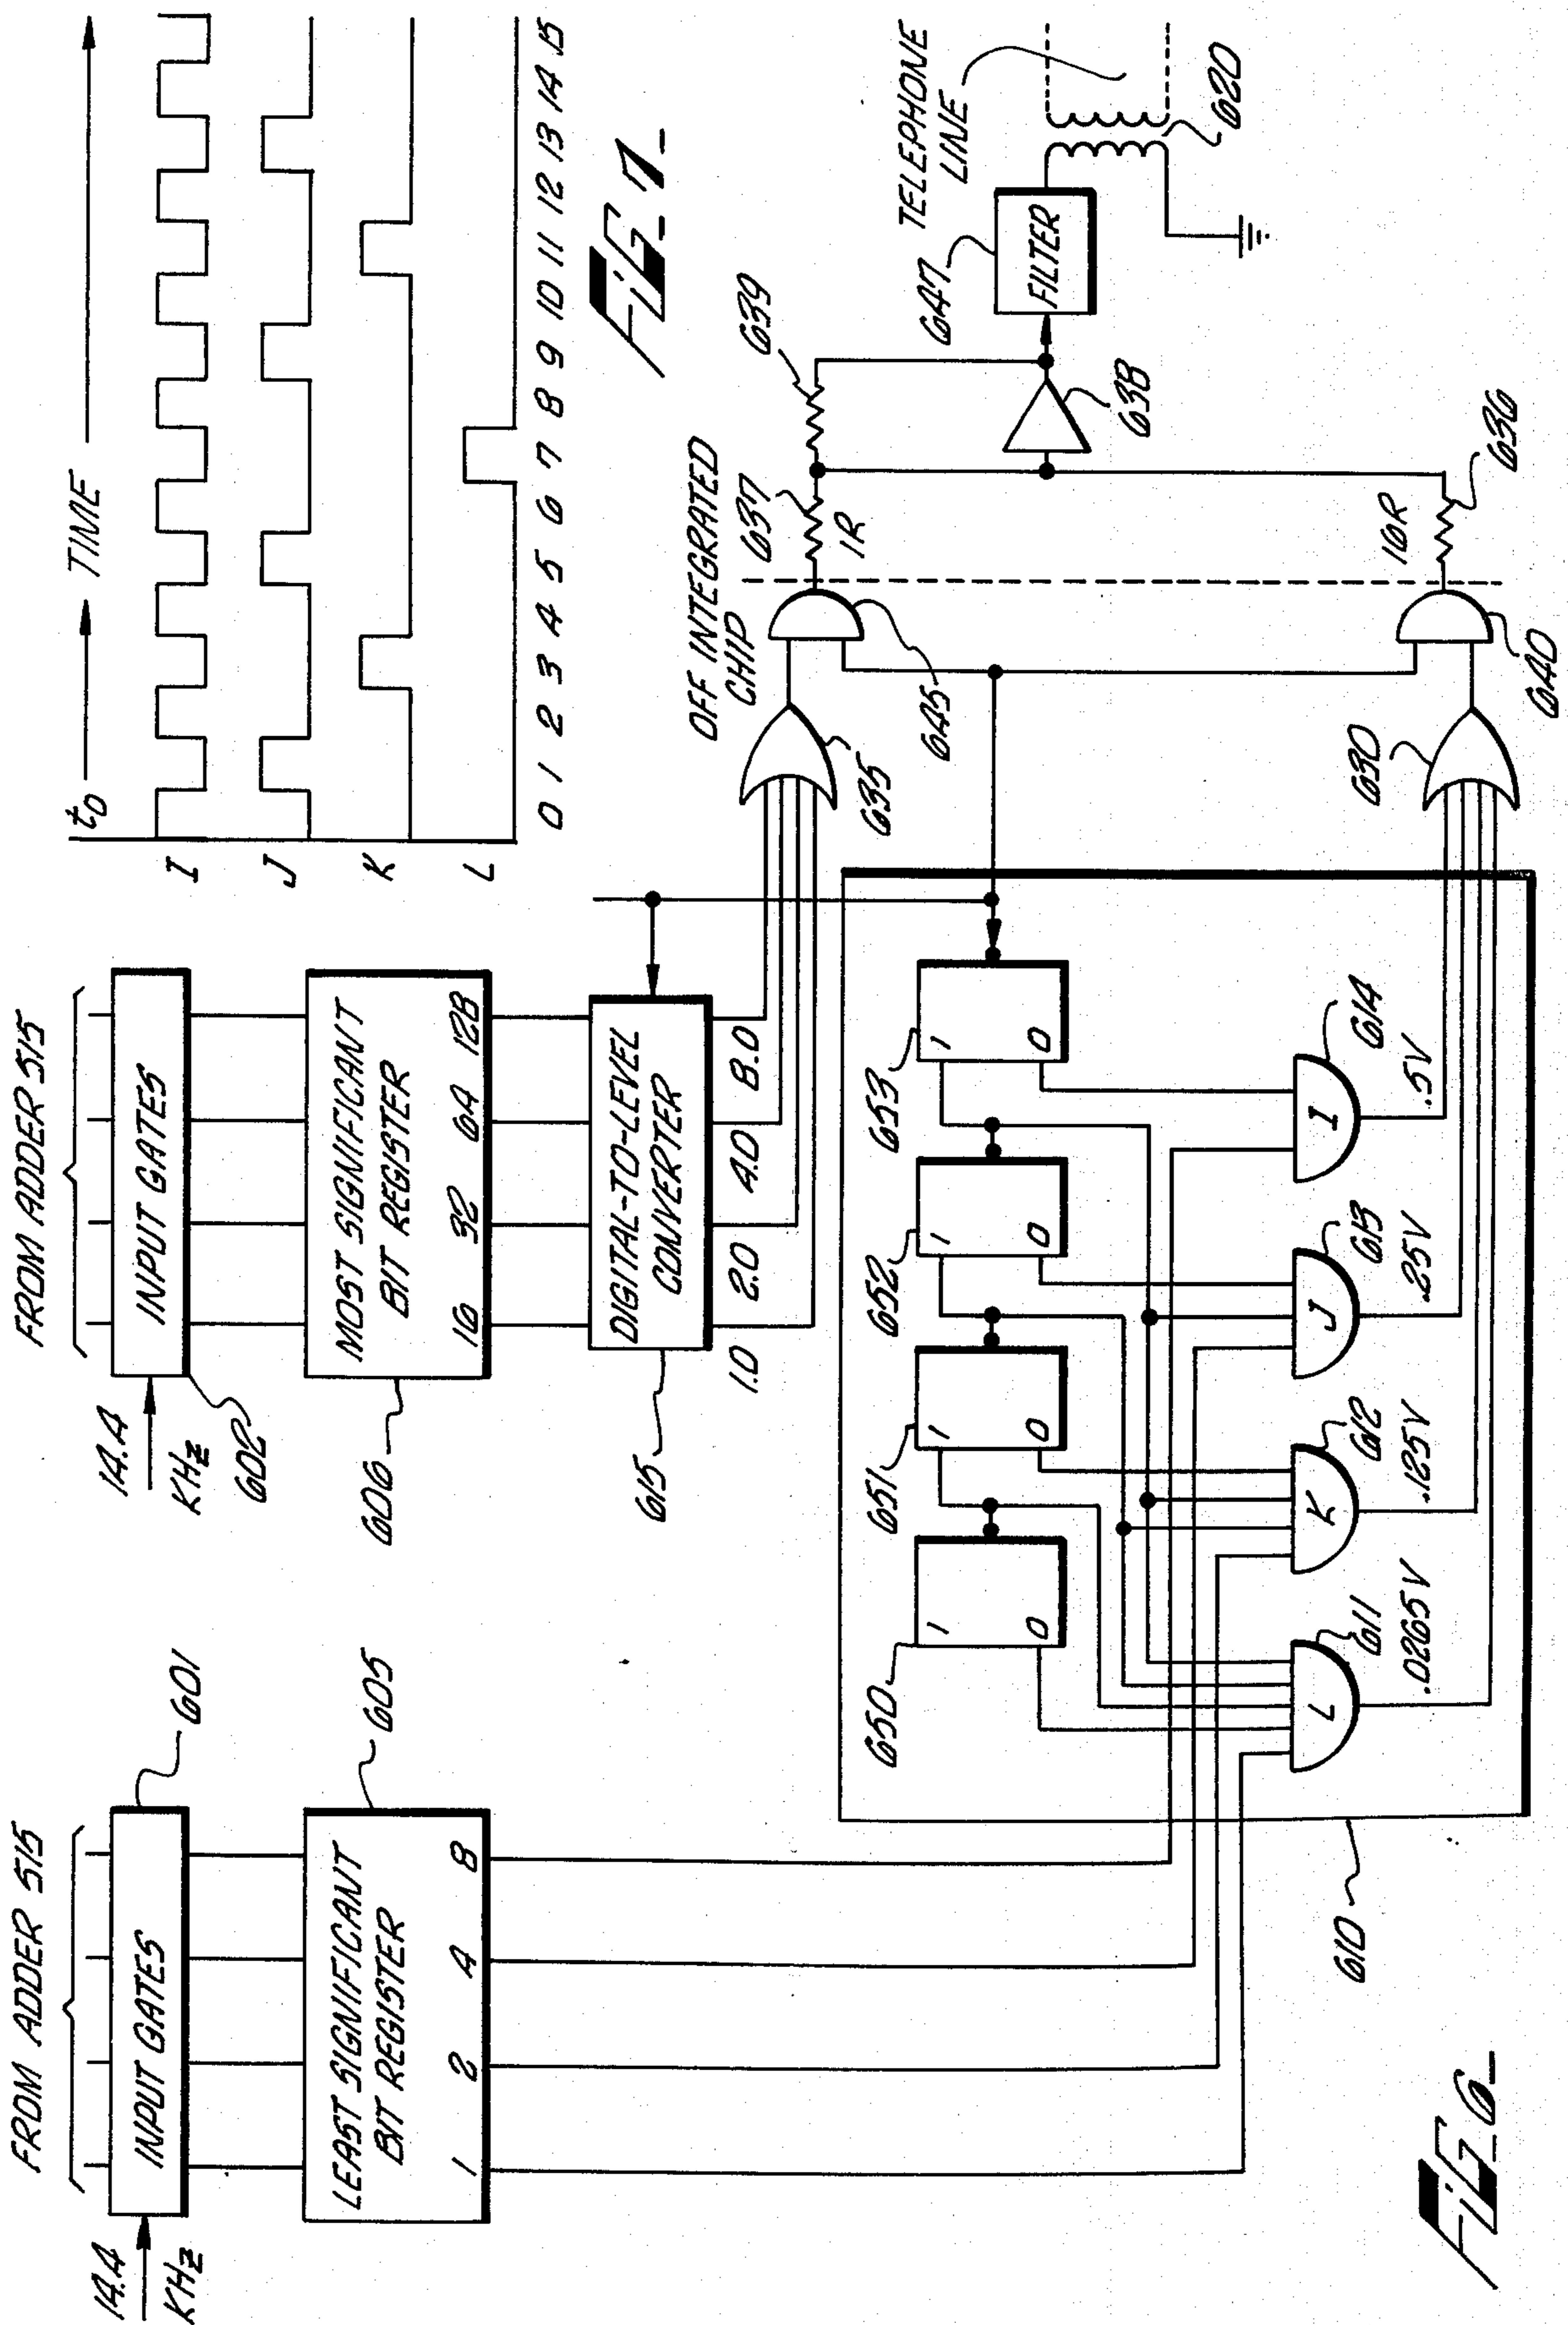 FROM ADDER 515
14.4
KHz
INPUT GATES
601
LEAST SIGNIFICANT
BIT REGISTER
1 2 4 8
605
FROM ADDER 515
14.4
KHz
INPUT GATES
602
MOST SIGNIFICANT
BIT REGISTER
16 32 64 128
606
DIGITAL-TO-LEVEL
CONVERTER
615
1.0 2.0 4.0 8.0
650
1
0
651
1
0
652
1
0
653
1
0
L
611
.0265V
K
612
.125V
J
613
.25V
I
614
.5V
610
635
645
630
640
OFF INTEGRATED
CHIP
637
1R
639
638
16R
636
647
FILTER
TELEPHONE
LINE
620
FIG_6_
t0
TIME
I
J
K
L
0 1 2 3 4 5 6 7 8 9 10 11 12 13 14 15
FIG_7_